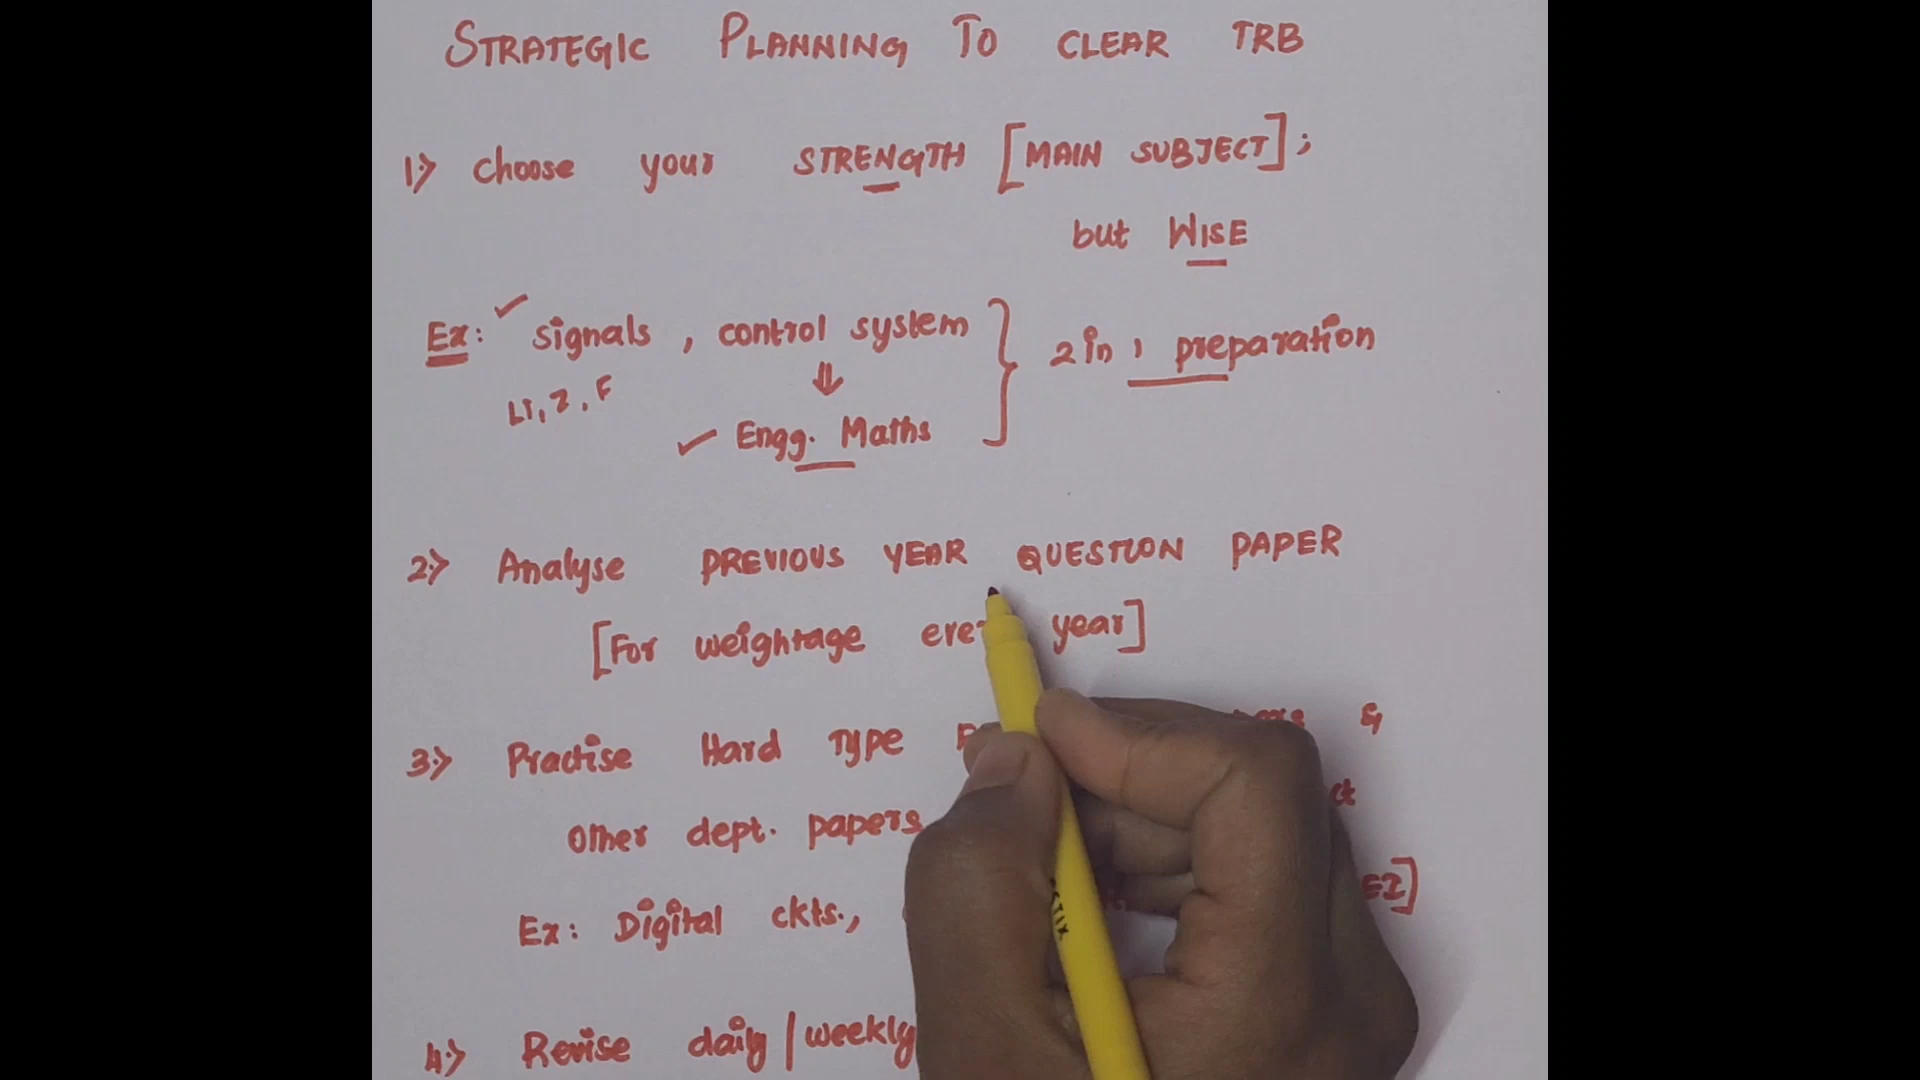 STRATEGIC PLANNING TO CLEAR TRB
1.) choose your STRENGTH [MAIN SUBJECT];
but WISE
Ex: signals, control system
2 in 1 preparation
LT, Z, F
Engg. Maths
2.) Analyse PREVIOUS YEAR QUESTION PAPER
[For weightage year]
3.) Practise Hard Type &
Other dept. papers
Ex: Digital ckts.,
4.) Revise daily/weekly